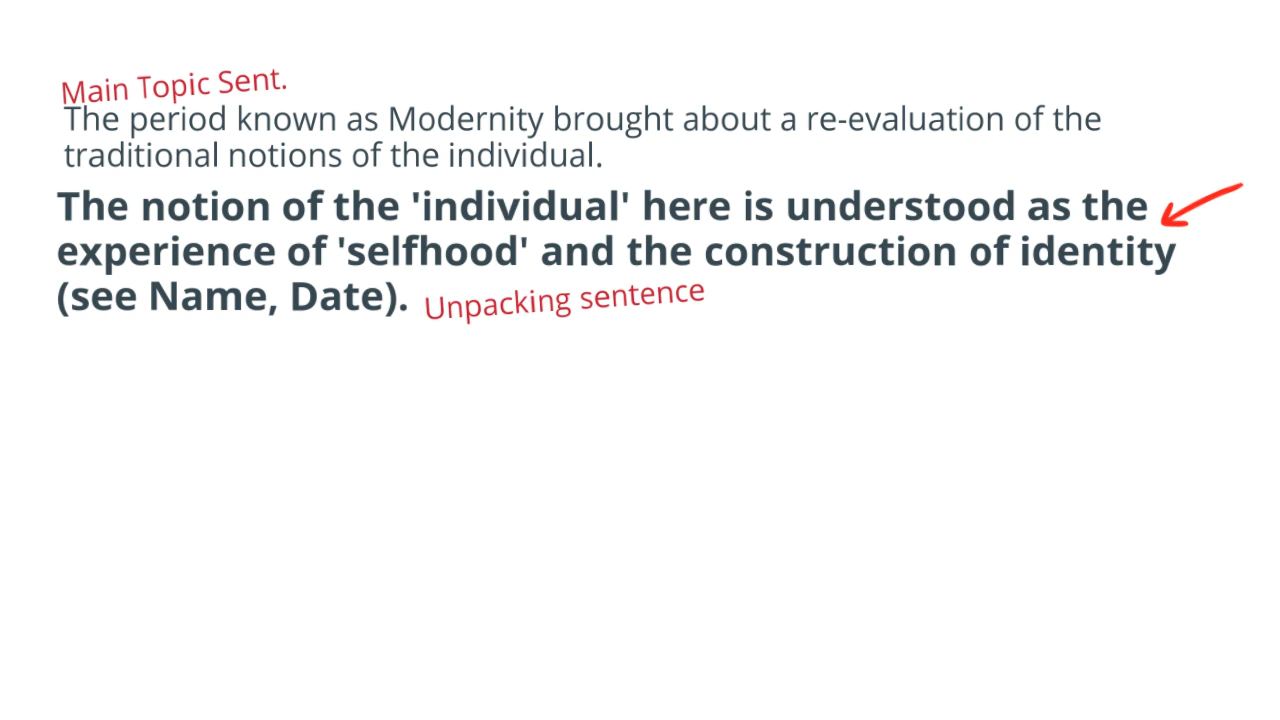 Main Topic Sent.
The period known as Modernity brought about a re-evaluation of the
traditional notions of the individual.
The notion of the 'individual' here is understood as the
experience of 'selfhood' and the construction of identity
(see Name, Date). Unpacking sentence